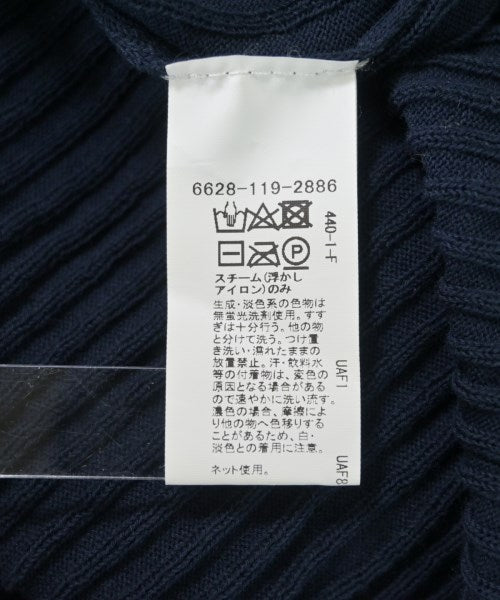 6628-119-2886
440-I-F
P
スチーム(浮かし
アイロン)のみ
生成・淡色系の色物は
無蛍光洗剤使用。すす
ぎは十分行う。他の物
と分けて洗う。つけ置
き洗い・濡れたままの
放置禁止。汗・飲料水
等の付着物は、変色の
原因となる場合がある
ので速やかに洗い流す。
濃色の場合、摩擦によ
り他の物へ色移りする
ことがあるため、白・
淡色との着用に注意。
ネット使用。
UAF1
UAF8